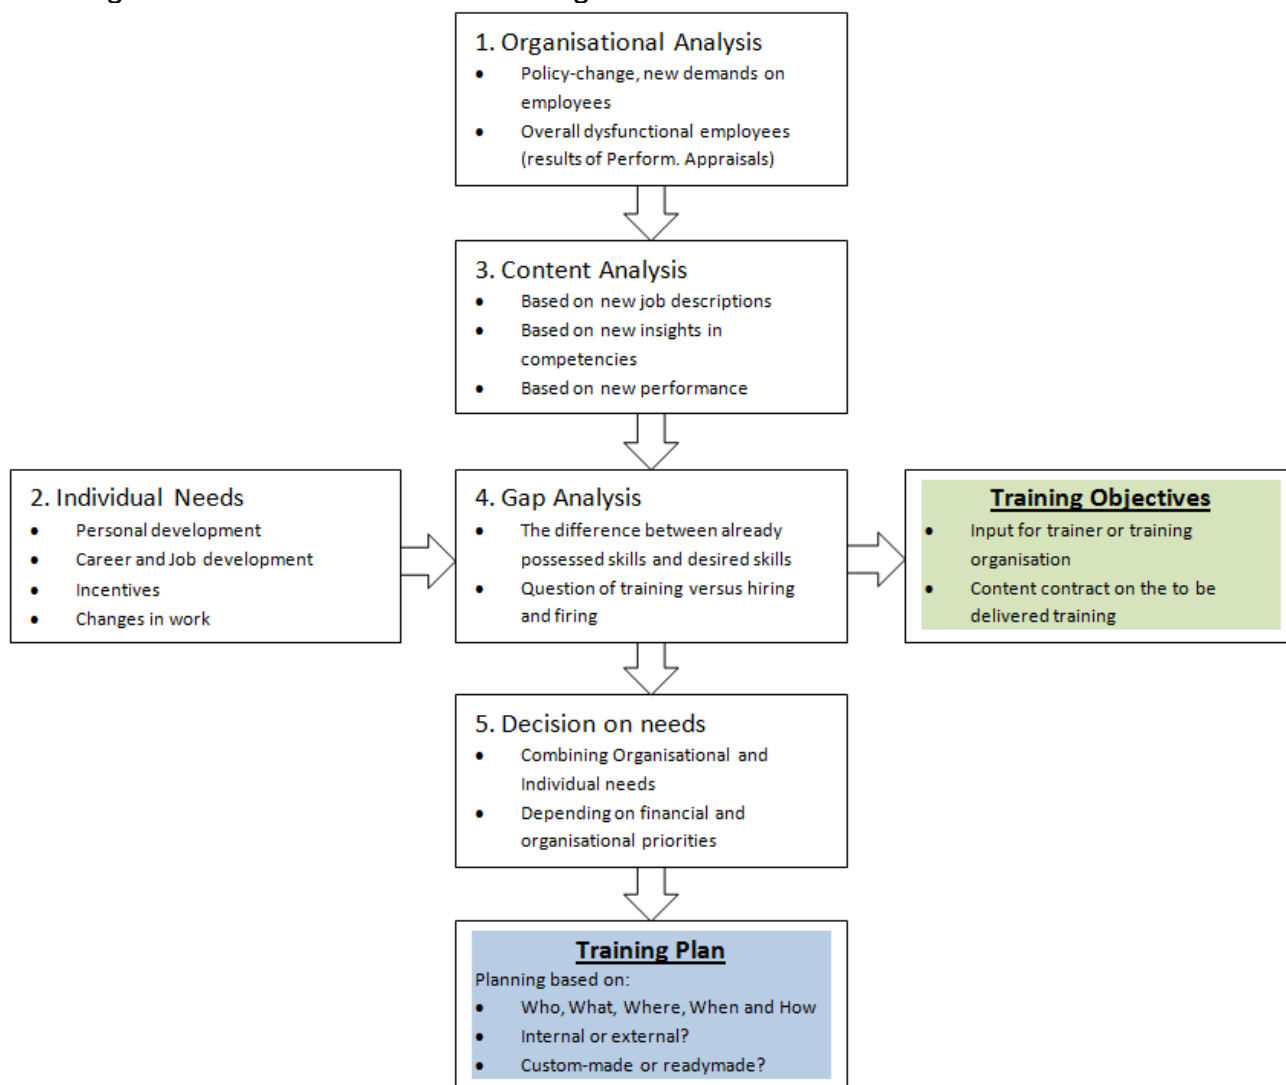 1. Organisational Analysis
• Policy-change, new demands on
employees
• Overall dysfunctional employees
(results of Perform. Appraisals)
3. Content Analysis
• Based on new job descriptions
• Based on new insights in
competencies
• Based on new performance
2. Individual Needs
• Personal development
• Career and Job development
• Incentives
• Changes in work
4. Gap Analysis
• The difference between already
possessed skills and desired skills
• Question of training versus hiring
and firing
Training Objectives
• Input for trainer or training
organisation
• Content contract on the to be
delivered training
5. Decision on needs
• Combining Organisational and
Individual needs
• Depending on financial and
organisational priorities
Training Plan
Planning based on:
• Who, What, Where, When and How
• Internal or external?
• Custom-made or readymade?